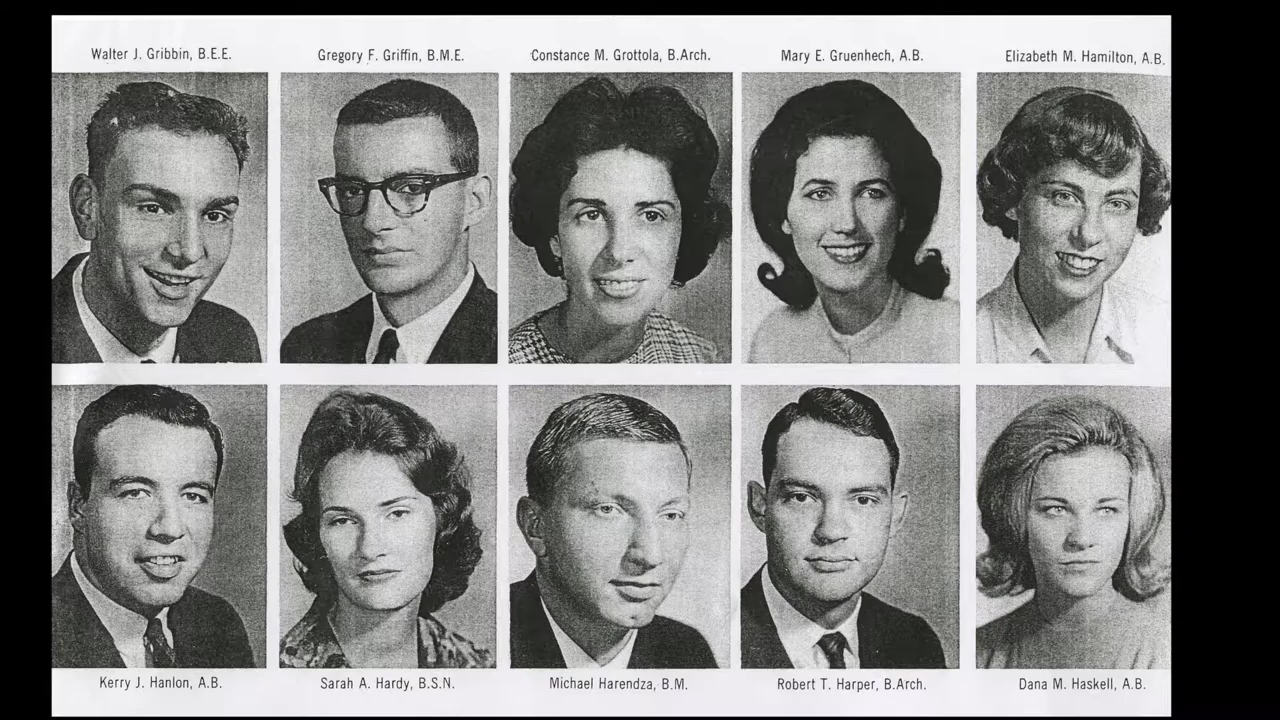 Walter J. Gribbin, B.E.E.
Gregory F. Griffin, B.M.E.
Constance M. Grottola, B.Arch.
Mary E. Gruenhech, A.B.
Elizabeth M. Hamilton, A.B.
Kerry J. Hanlon, A.B.
Sarah A. Hardy, B.S.N.
Michael Harendza, B.M.
Robert T. Harper, B.Arch.
Dana M. Haskell, A.B.